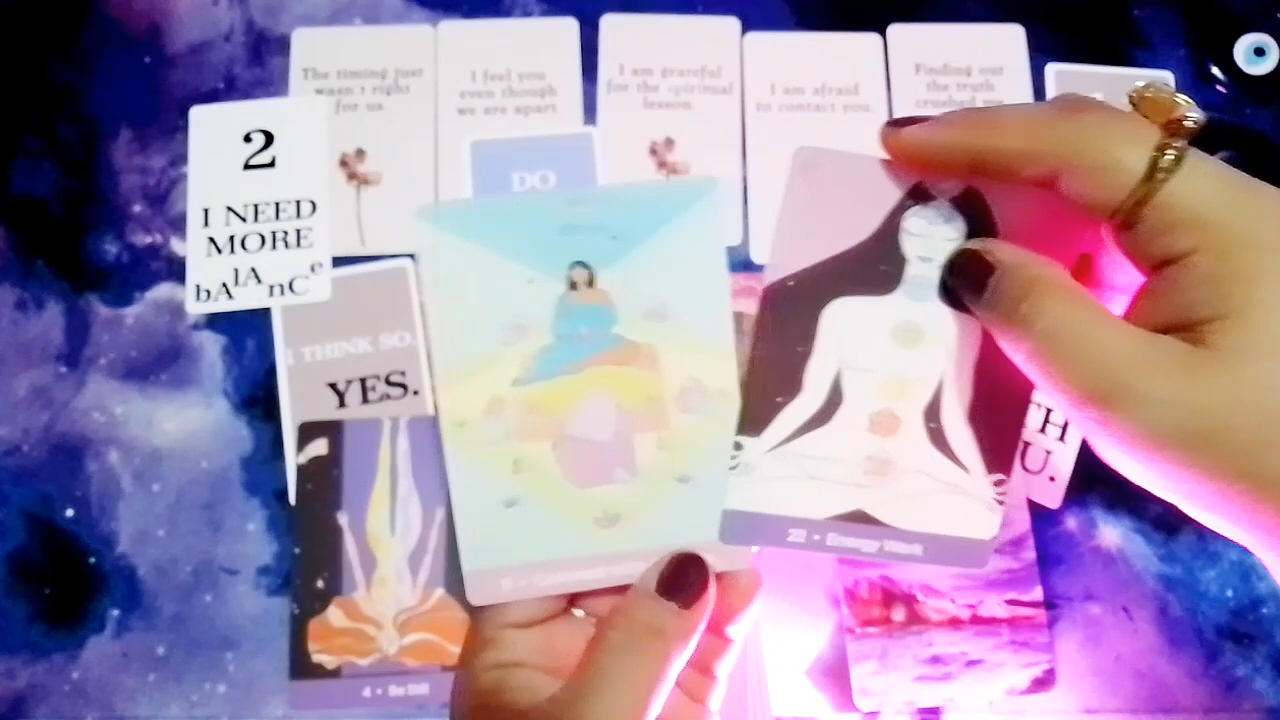 The timing just
wasn't right
for us.
I feel you
even though
we are apart.
I am grateful
for the spiritual
lesson.
I am afraid
to contact you.
Finding out
the truth
crushed me.
2
I NEED
MORE
bAlAnCe
DO
I THINK SO.
YES.
TH
U.
22 • Energy Work
4 • Be Still